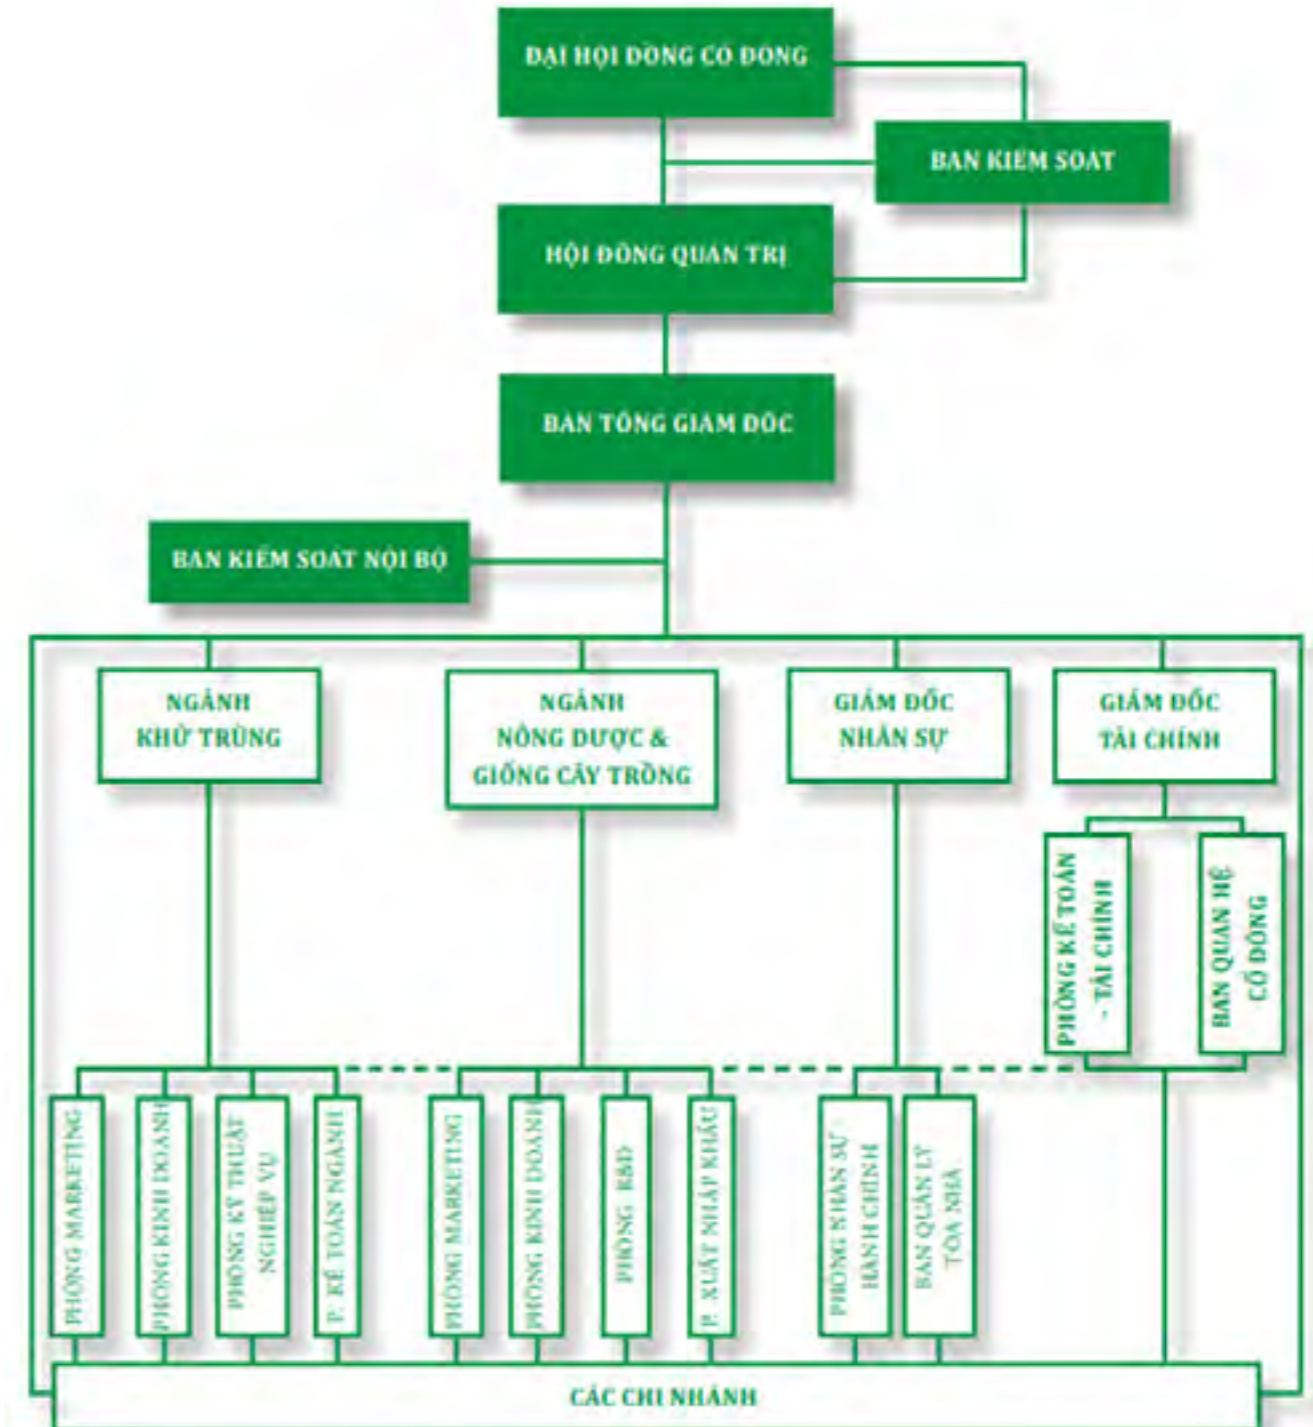 ĐẠI HỘI ĐỒNG CỔ ĐÔNG
BAN KIỂM SOÁT
HỘI ĐỒNG QUẢN TRỊ
BAN TỔNG GIÁM ĐỐC
BAN KIỂM SOÁT NỘI BỘ
NGÀNH
KHỬ TRÙNG
NGÀNH
NÔNG DƯỢC &
GIỐNG CÂY TRỒNG
GIÁM ĐỐC
NHÂN SỰ
GIÁM ĐỐC
TÀI CHÍNH
PHÒNG KẾ TOÁN
- TÀI CHÍNH
BAN QUAN HỆ
CỔ ĐÔNG
PHÒNG MARKETING
PHÒNG KINH DOANH
PHÒNG KỸ THUẬT
NGHIỆP VỤ
P. KẾ TOÁN NGÀNH
PHÒNG MARKETING
PHÒNG KINH DOANH
PHÒNG R&D
P. XUẤT NHẬP KHẨU
PHÒNG NHÂN SỰ -
HÀNH CHÍNH
BAN QUẢN LÝ
TÒA NHÀ
CÁC CHI NHÁNH